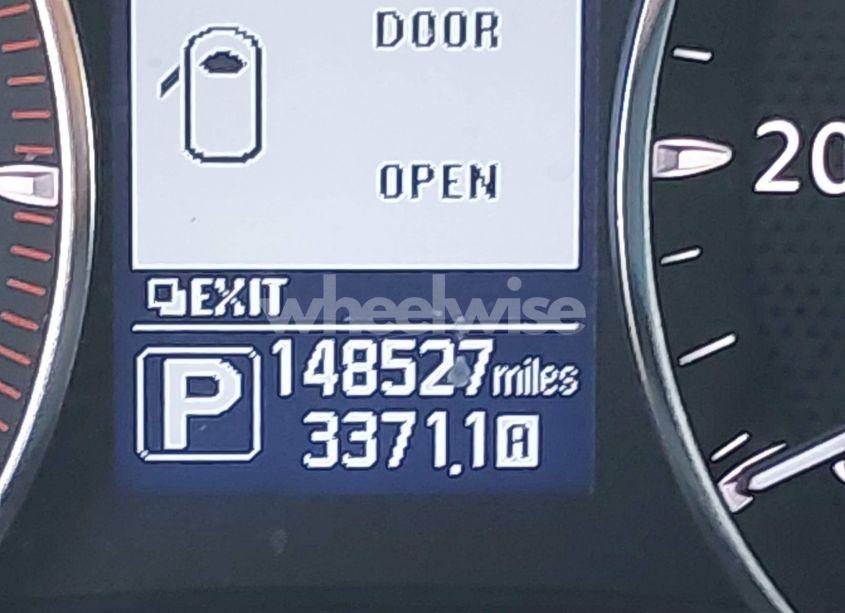 DOOR
OPEN
EXIT
wheelwise
20
P
148527 miles
3371.1 A